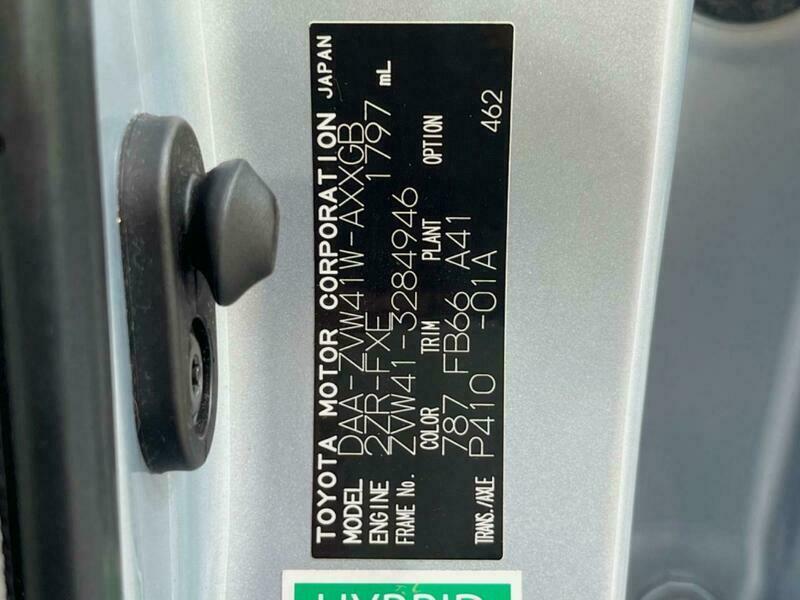 TOYOTA MOTOR CORPORATION JAPAN
MODEL DAA-ZVW41W-AXXGB
ENGINE 2ZR-FXE 1797 mL
FRAME No. ZVW41-3284946
COLOR TRIM PLANT OPTION
787 FB66 A41
TRANS./AXLE P410 -01A 462
HYBRID